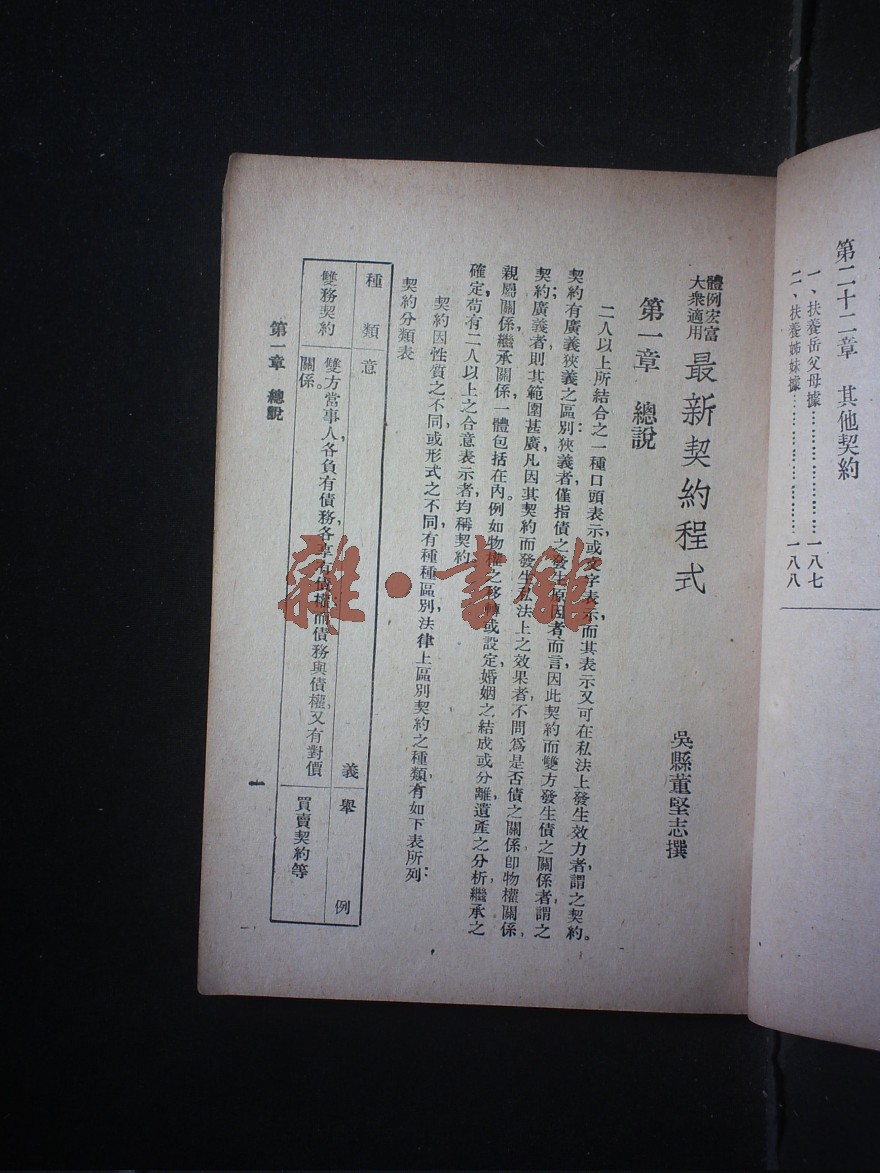 第二十二章　其他契約
一、扶養岳父母據………………一八七
二、扶養姊妹據………………一八八
體例宏富
大衆適用
最新契約程式
吳縣董堅志撰
第一章　總說
二人以上所結合之一種口頭表示，或文字表示，而其表示又可在私法上發生效力者，謂之契約。
契約有廣義狹義之區別，狹義者，僅指債之發生原因者而言，因此契約而雙方發生債之關係者，謂之
契約；廣義者，則其範圍甚廣，凡因其契約而發生私法上之效果者，不問爲是否債之關係，卽物權關係，
親屬關係，繼承關係，一體包括在內。例如物權之移轉或設定，婚姻之結成或分離，遺產之分析，繼承之
確定，苟有二人以上之合意表示者，均稱契約。
契約因性質之不同，或形式之不同，有種種區別，法律上區別契約之種類，有如下表所列：
契約分類表
種類　意義　舉例
雙務契約　雙方當事人，各負有債務，各享有債權，而債務與債權，又有對價　買賣契約等
關係。
第一章　總說
一
雜·書館